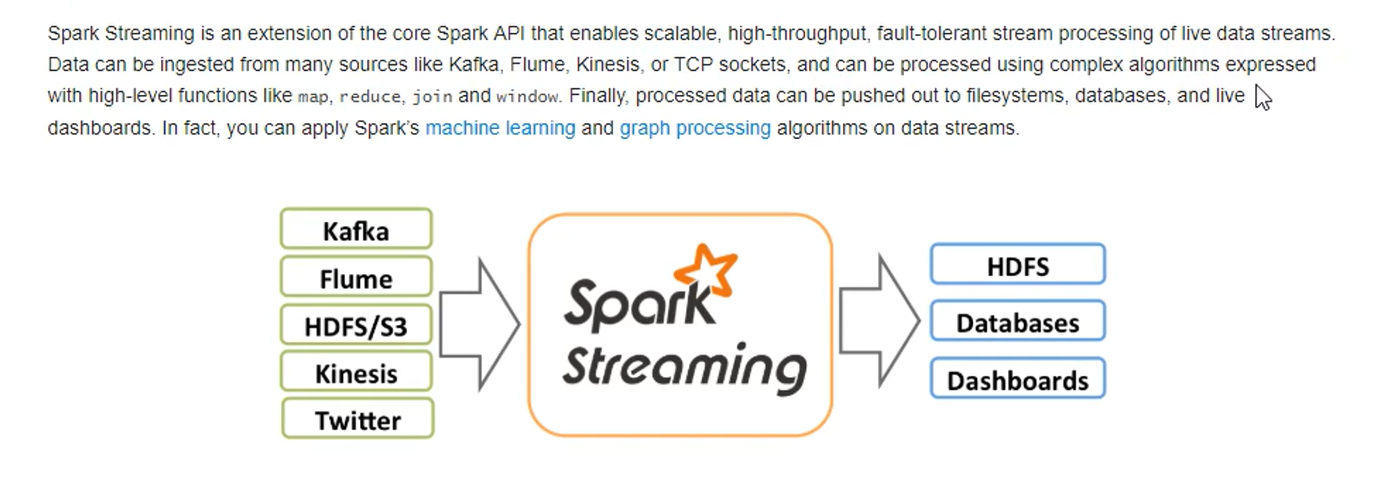 Spark Streaming is an extension of the core Spark API that enables scalable, high-throughput, fault-tolerant stream processing of live data streams.
Data can be ingested from many sources like Kafka, Flume, Kinesis, or TCP sockets, and can be processed using complex algorithms expressed
with high-level functions like map, reduce, join and window. Finally, processed data can be pushed out to filesystems, databases, and live
dashboards. In fact, you can apply Spark's machine learning and graph processing algorithms on data streams.
Kafka
Flume
HDFS/S3
Kinesis
Twitter
Spark
Streaming
HDFS
Databases
Dashboards